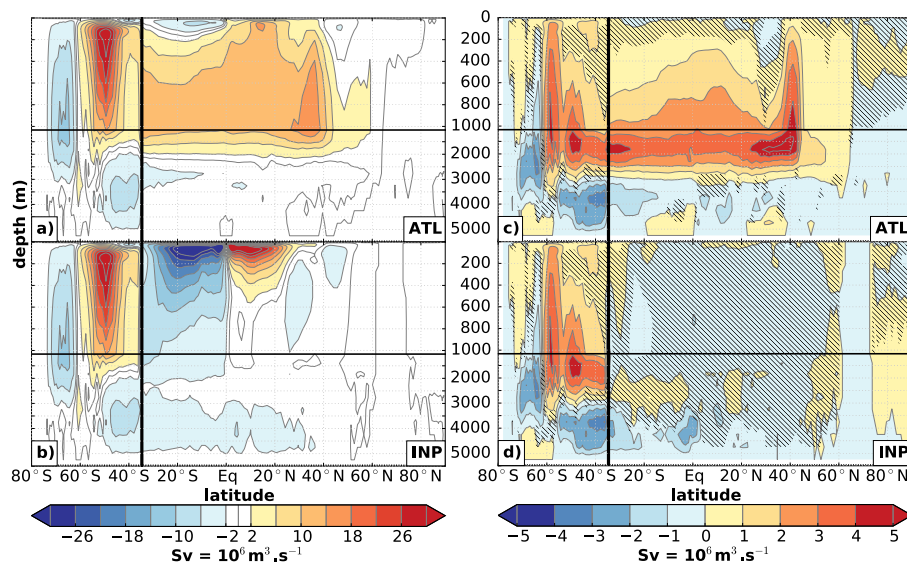 0
200
400
600
800
1000
2000
3000
4000
5000
depth (m)
a) ATL
c) ATL
0
200
400
600
800
1000
2000
3000
4000
5000
b) INP
d) INP
80°S 60°S 40°S 20°S Eq 20°N 40°N 60°N 80°N
latitude
80°S 60°S 40°S 20°S Eq 20°N 40°N 60°N 80°N
latitude
−26 −18 −10 −2 2 10 18 26
Sv = 10⁶ m³.s⁻¹
−5 −4 −3 −2 −1 0 1 2 3 4 5
Sv = 10⁶ m³.s⁻¹